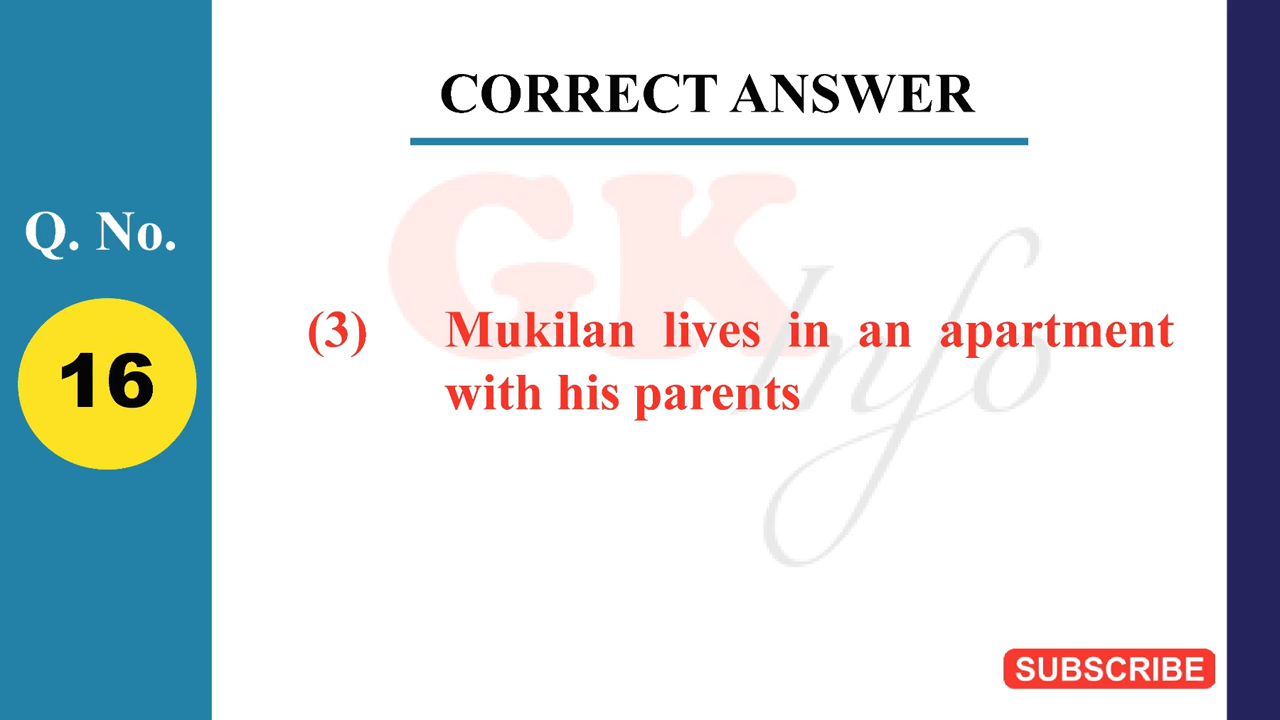 CORRECT ANSWER
Q. No.
16
(3) Mukilan lives in an apartment
with his parents
GK
Info
SUBSCRIBE